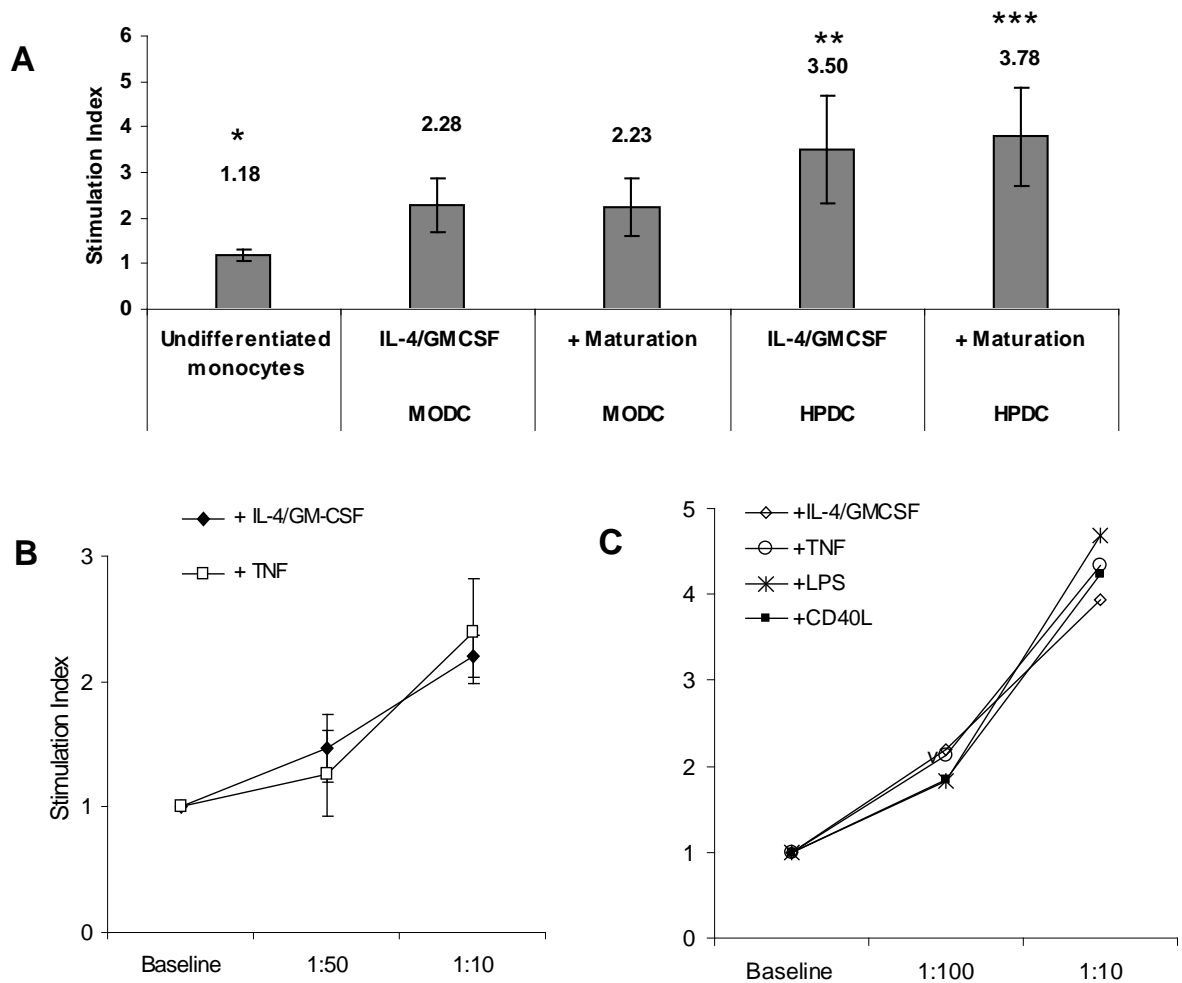 A
Stimulation Index
6
5
4
3
2
1
0
*
1.18
2.28
2.23
**
3.50
***
3.78
Undifferentiated
monocytes
IL-4/GMCSF
MODC
+ Maturation
MODC
IL-4/GMCSF
HPDC
+ Maturation
HPDC
B
+ IL-4/GM-CSF
+ TNF
Stimulation Index
3
2
1
0
Baseline
1:50
1:10
C
+IL-4/GMCSF
+TNF
+LPS
+CD40L
5
4
3
2
1
0
v
Baseline
1:100
1:10